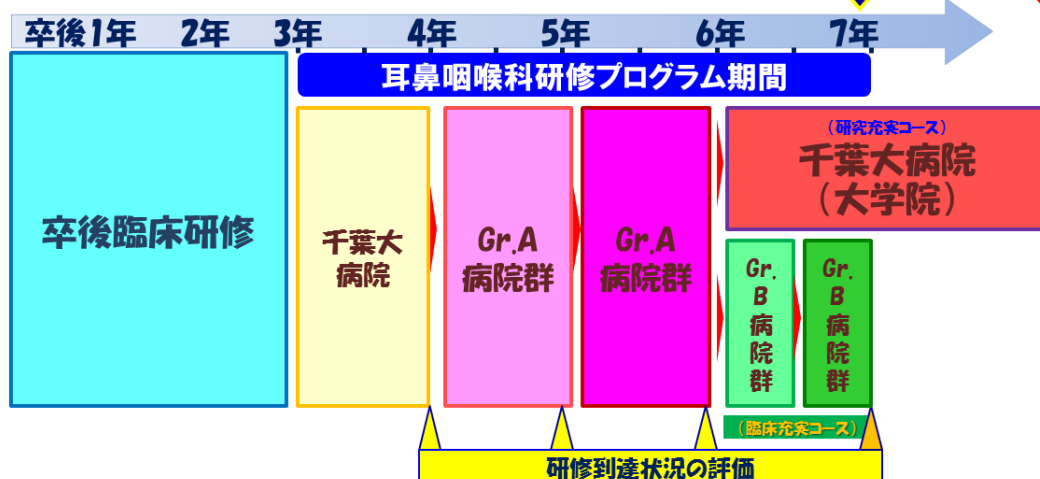 卒後1年 2年 3年 4年 5年 6年 7年
耳鼻咽喉科研修プログラム期間
卒後臨床研修
千葉大
病院
Gr.A
病院群
Gr.A
病院群
(研究充実コース)
千葉大病院
(大学院)
Gr.
B
病
院
群
Gr.
B
病
院
群
(臨床充実コース)
研修到達状況の評価